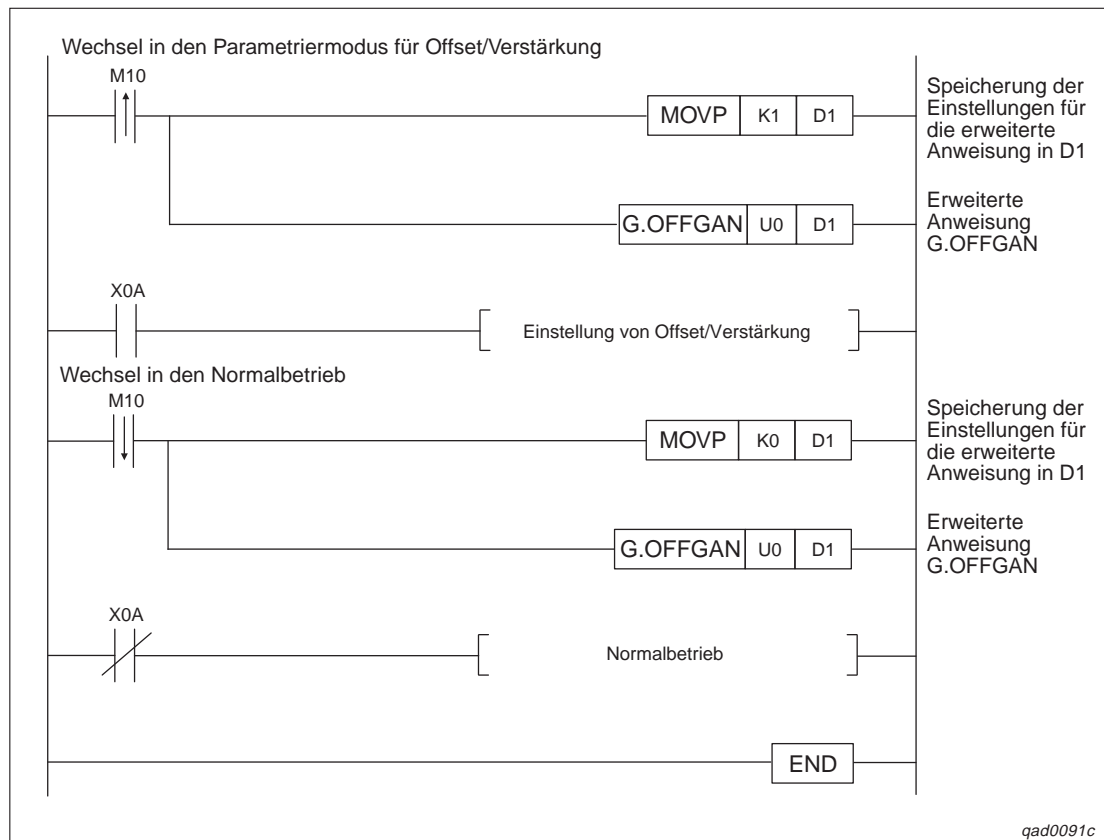 Wechsel in den Parametriermodus für Offset/Verstärkung
M10
MOVP K1 D1
Speicherung der
Einstellungen für
die erweiterte
Anweisung in D1
G.OFFGAN U0 D1
Erweiterte
Anweisung
G.OFFGAN
X0A
Einstellung von Offset/Verstärkung
Wechsel in den Normalbetrieb
M10
MOVP K0 D1
Speicherung der
Einstellungen für
die erweiterte
Anweisung in D1
G.OFFGAN U0 D1
Erweiterte
Anweisung
G.OFFGAN
X0A
Normalbetrieb
END
qad0091c